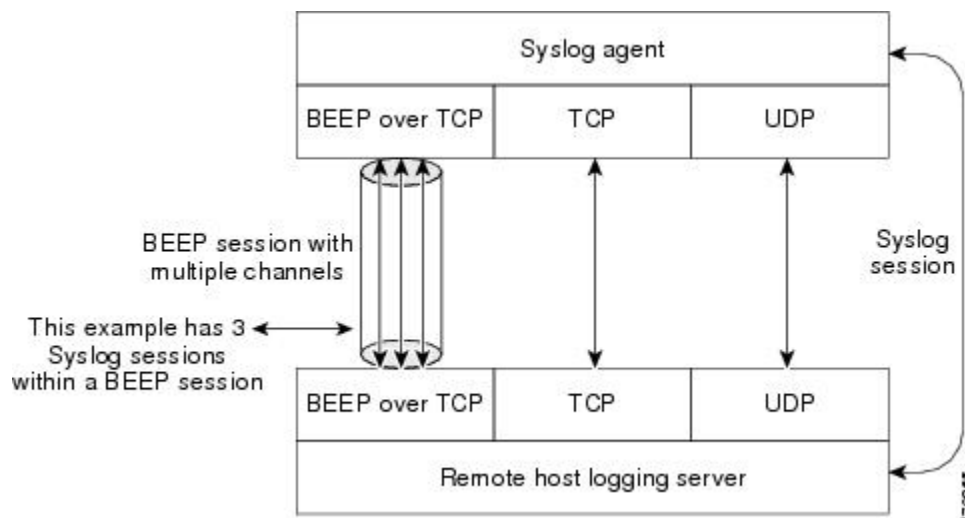 Syslog agent
BEEP over TCP
TCP
UDP
BEEP session with
multiple channels
Syslog
session
This example has 3
Syslog sessions
within a BEEP session
BEEP over TCP
TCP
UDP
Remote host logging server